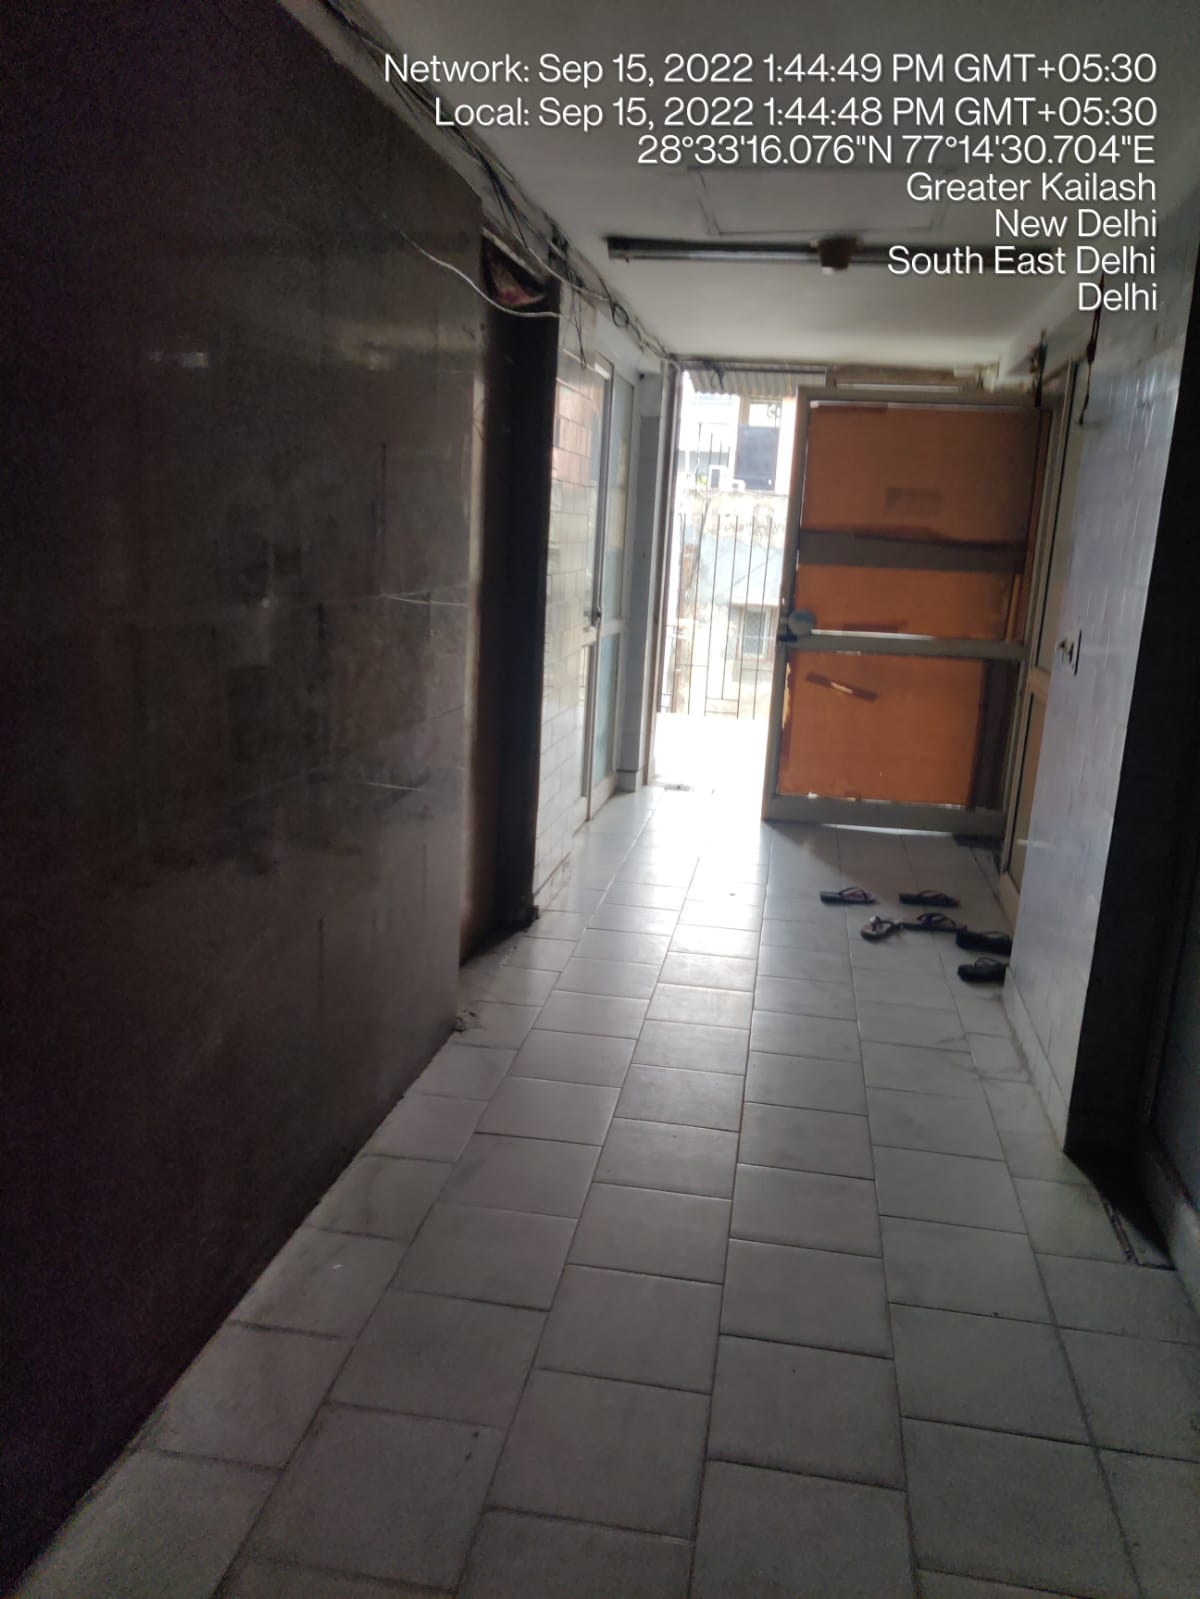 Network: Sep 15, 2022 1:44:49 PM GMT+05:30
Local: Sep 15, 2022 1:44:48 PM GMT+05:30
28°33'16.076"N 77°14'30.704"E
Greater Kailash
New Delhi
South East Delhi
Delhi